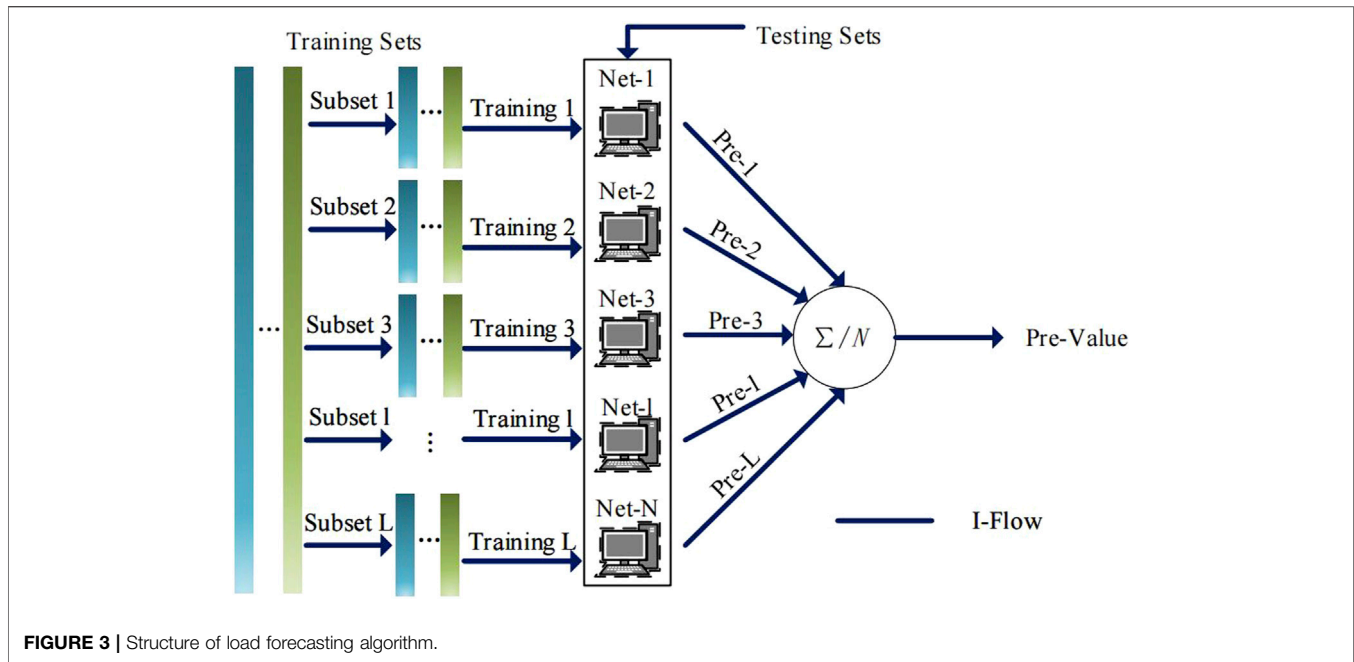 Training Sets
Testing Sets
Subset 1
...
Training 1
Net-1
Pre-1
Subset 2
...
Training 2
Net-2
Pre-2
...
Subset 3
...
Training 3
Net-3
Pre-3
Σ/N
Pre-Value
Subset l
⋮
Training l
Net-l
Pre-l
Subset L
...
Training L
Net-N
Pre-L
I-Flow
FIGURE 3 | Structure of load forecasting algorithm.